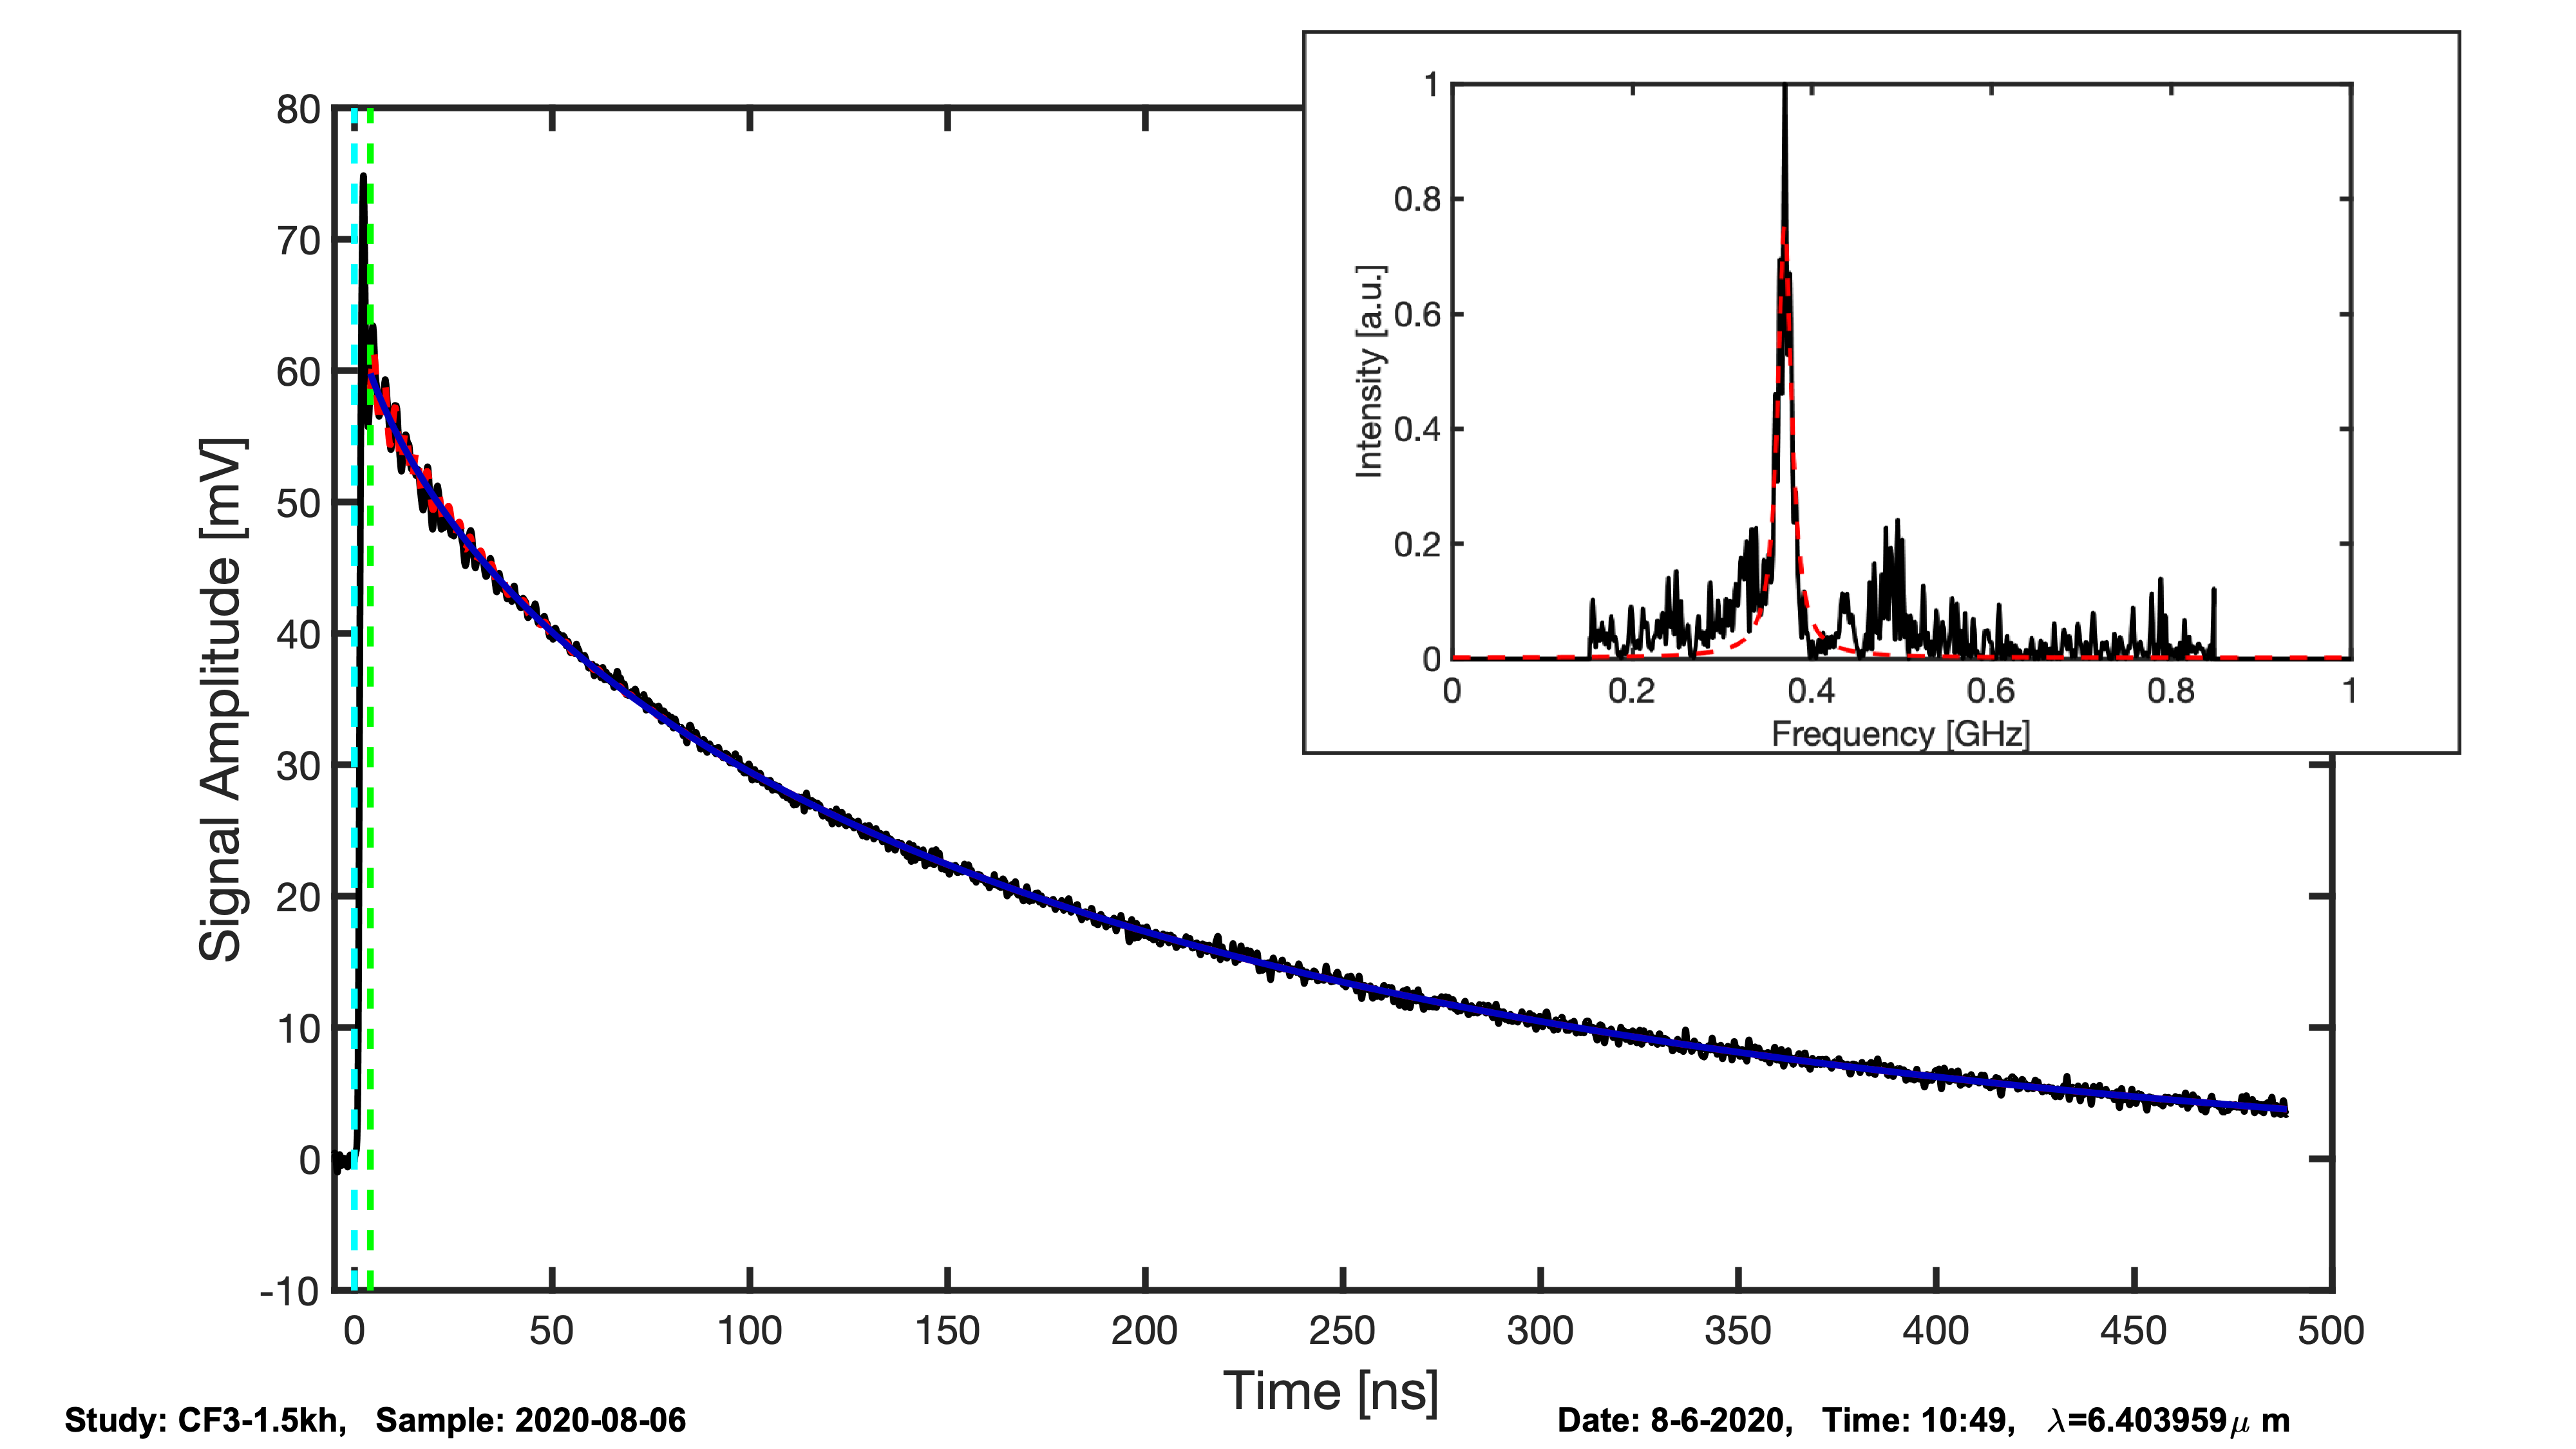 80
70
60
50
40
30
20
10
0
-10
Signal Amplitude [mV]
0 50 100 150 200 250 300 350 400 450 500
Time [ns]
1
0.8
0.6
0.4
0.2
0
Intensity [a.u.]
0 0.2 0.4 0.6 0.8 1
Frequency [GHz]
Study: CF3-1.5kh, Sample: 2020-08-06
Date: 8-6-2020, Time: 10:49, λ=6.403959μ m